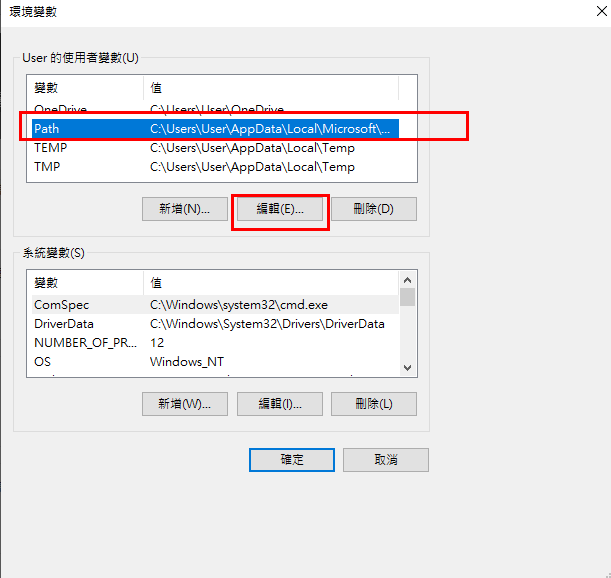 環境變數
User 的使用者變數(U)
變數 值
OneDrive C:\Users\User\OneDrive
Path C:\Users\User\AppData\Local\Microsoft\...
TEMP C:\Users\User\AppData\Local\Temp
TMP C:\Users\User\AppData\Local\Temp
新增(N)... 編輯(E)... 刪除(D)
系統變數(S)
變數 值
ComSpec C:\Windows\system32\cmd.exe
DriverData C:\Windows\System32\Drivers\DriverData
NUMBER_OF_PR... 12
OS Windows_NT
新增(W)... 編輯(I)... 刪除(L)
確定 取消